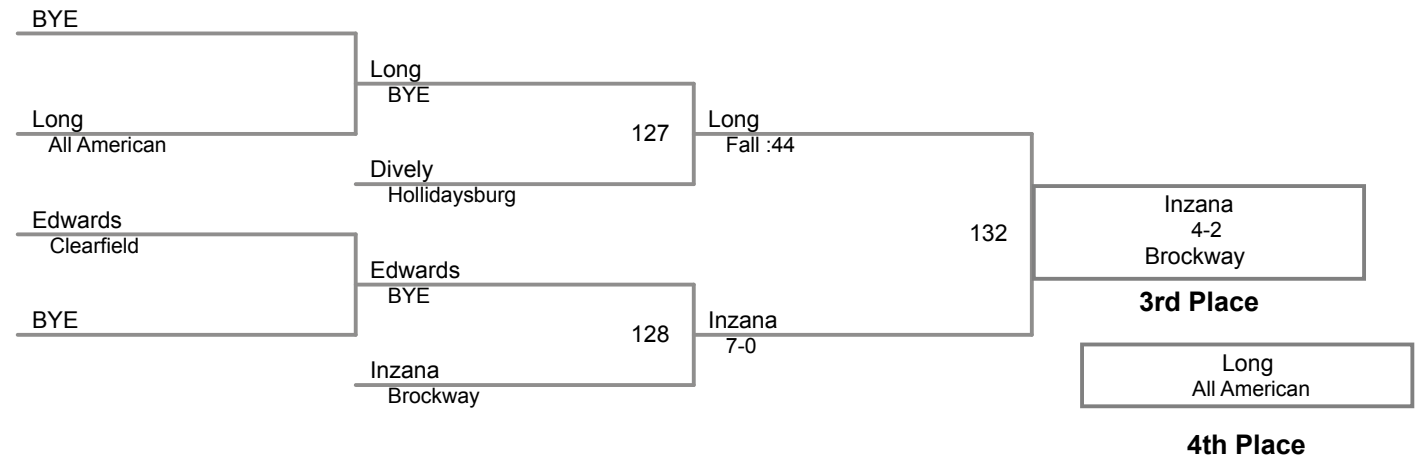 BYE
Long
BYE
Long
All American
127
Long
Fall :44
Dively
Hollidaysburg
Edwards
Clearfield
132
Inzana
4-2
Brockway
3rd Place
Edwards
BYE
BYE
128
Inzana
7-0
Inzana
Brockway
Long
All American
4th Place